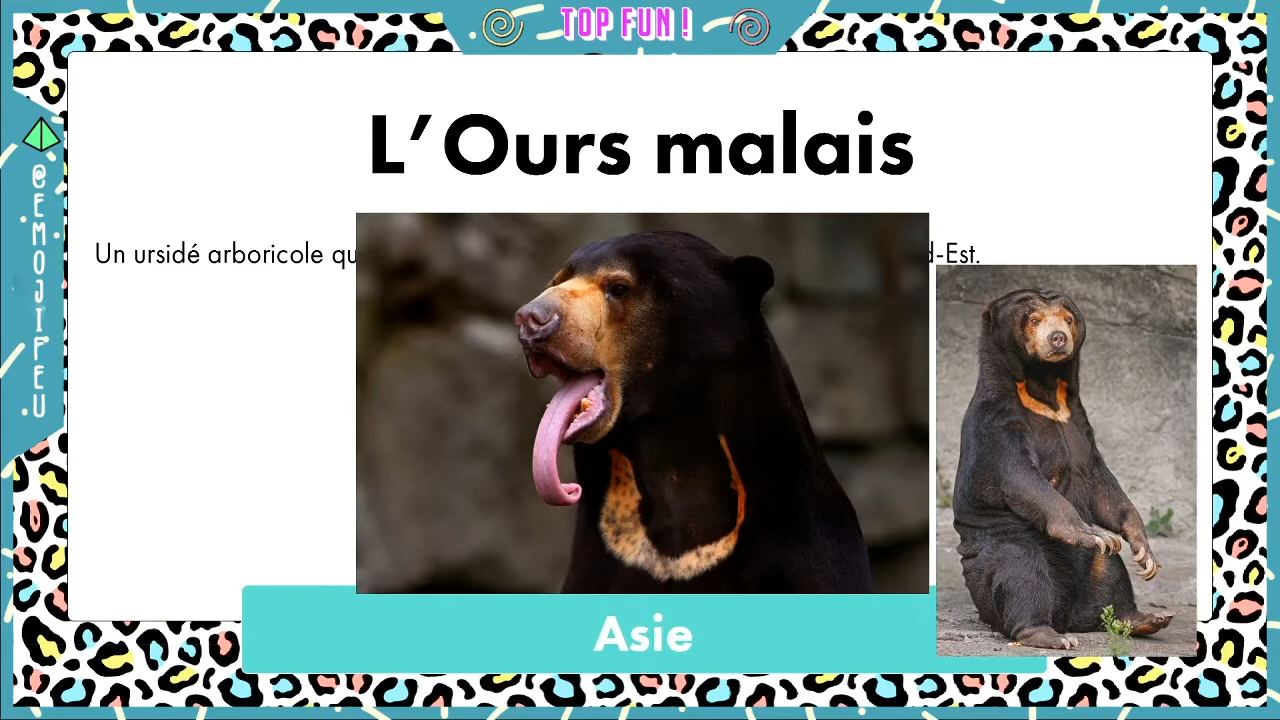 TOP FUN !
@EMOJIFEU
L’Ours malais
Un ursidé arboricole qu
d-Est.
Asie